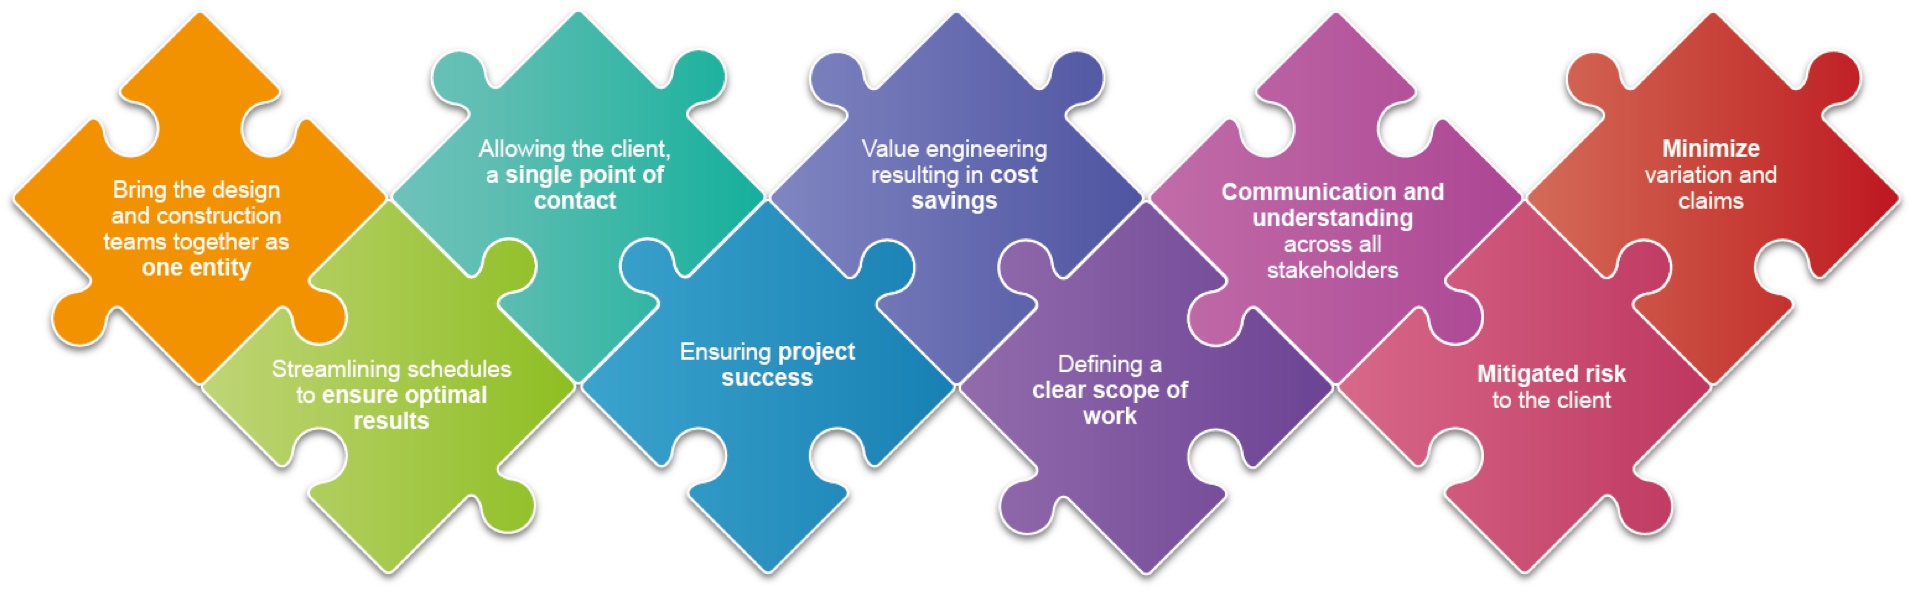 Bring the design
and construction
teams together as
one entity
Streamlining schedules
to ensure optimal
results
Allowing the client,
a single point of
contact
Ensuring project
success
Value engineering
resulting in cost
savings
Defining a
clear scope of
work
Communication and
understanding
across all
stakeholders
Mitigated risk
to the client
Minimize
variation and
claims